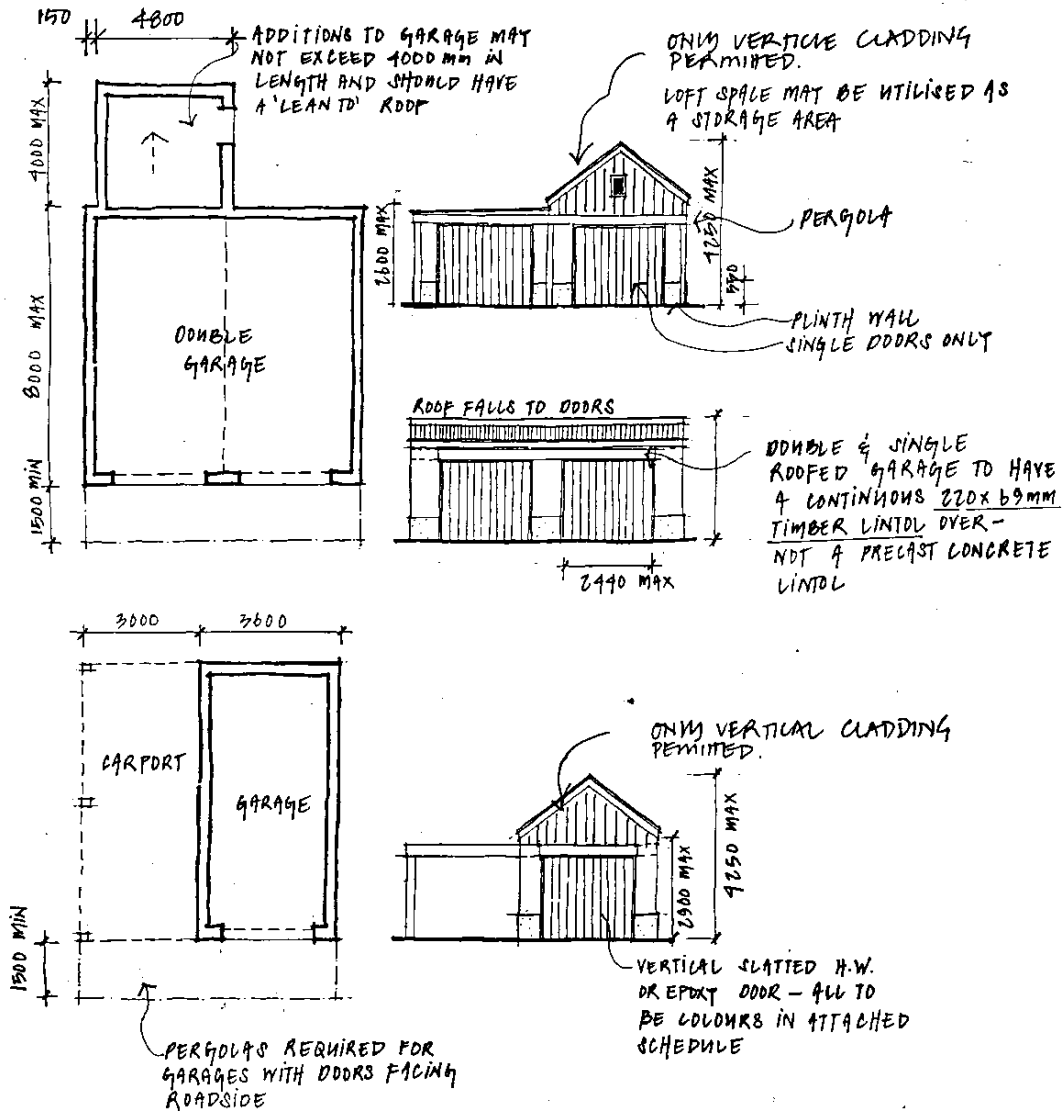 150
4800
ADDITIONS TO GARAGE MAY
NOT EXCEED 4000 mm IN
LENGTH AND SHOULD HAVE
A 'LEAN TO' ROOF
4000 MAX
8000 MAX
1500 MIN
DOUBLE
GARAGE
ONLY VERTICLE CLADDING
PERMITTED.
LOFT SPACE MAY BE UTILISED AS
A STORAGE AREA
2600 MAX
4250 MAX
550
PERGOLA
PLINTH WALL
SINGLE DOORS ONLY
ROOF FALLS TO DOORS
DOUBLE & SINGLE
ROOFED GARAGE TO HAVE
A CONTINUOUS 220 x 69mm
TIMBER LINTOL OVER-
NOT A PRECAST CONCRETE
LINTOL
2440 MAX
3000
3600
CARPORT
GARAGE
1500 MIN
PERGOLAS REQUIRED FOR
GARAGES WITH DOORS FACING
ROADSIDE
ONLY VERTICAL CLADDING
PEMITTED.
2900 MAX
4250 MAX
VERTICAL SLATTED H.W.
OR EPOXY DOOR - ALL TO
BE COLOURS IN ATTACHED
SCHEDULE